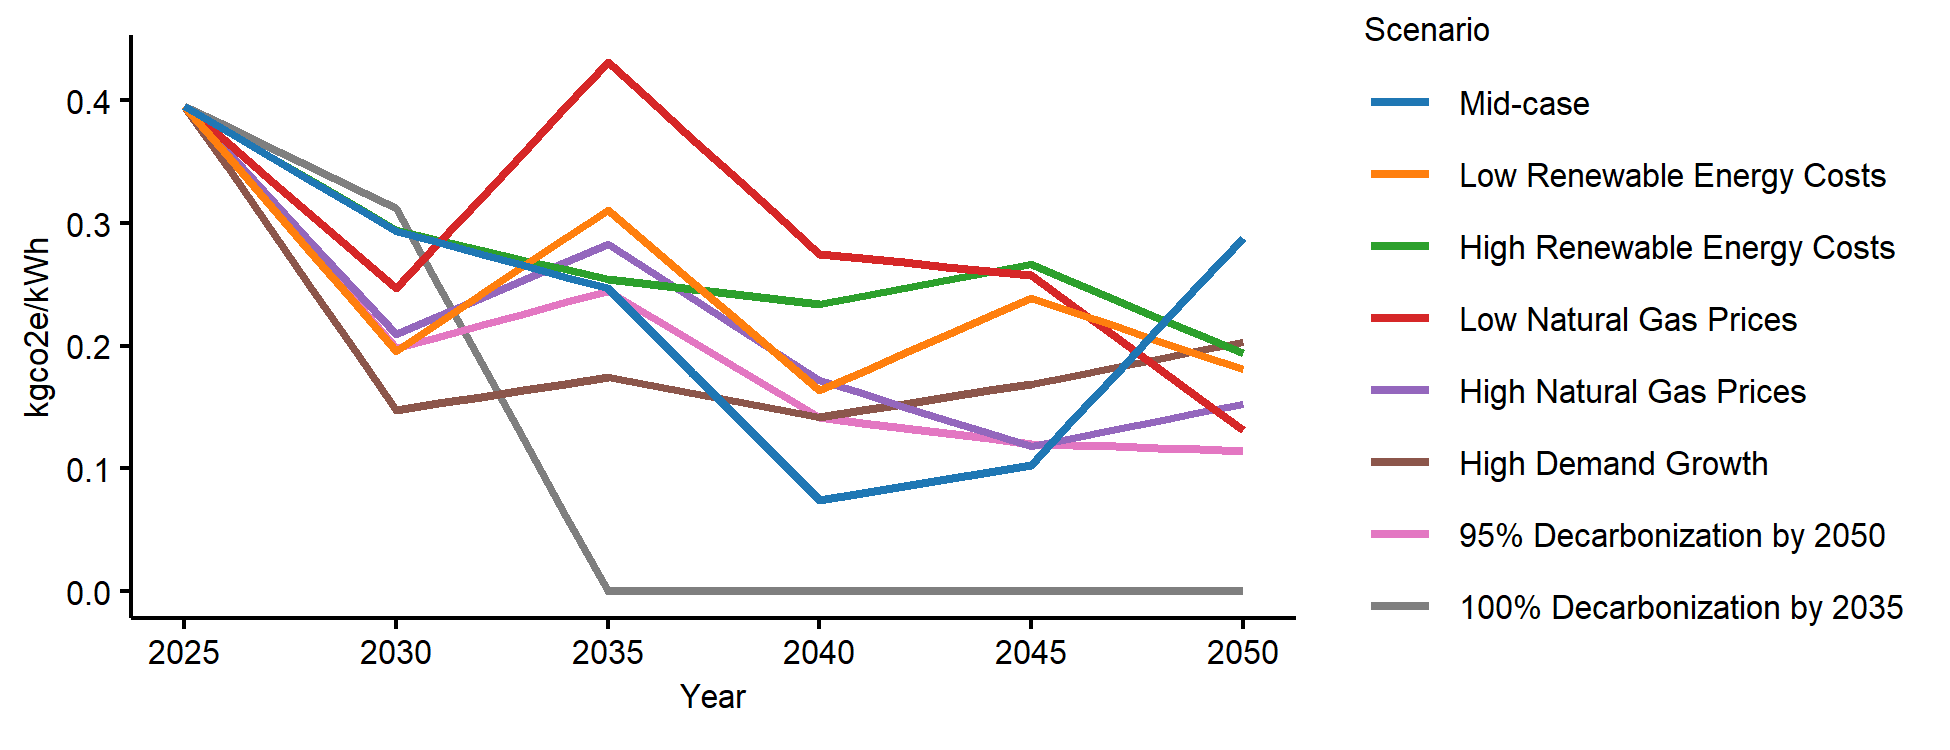 Scenario
Mid-case
Low Renewable Energy Costs
High Renewable Energy Costs
Low Natural Gas Prices
High Natural Gas Prices
High Demand Growth
95% Decarbonization by 2050
100% Decarbonization by 2035
kgco2e/kWh
0.4
0.3
0.2
0.1
0.0
2025 2030 2035 2040 2045 2050
Year